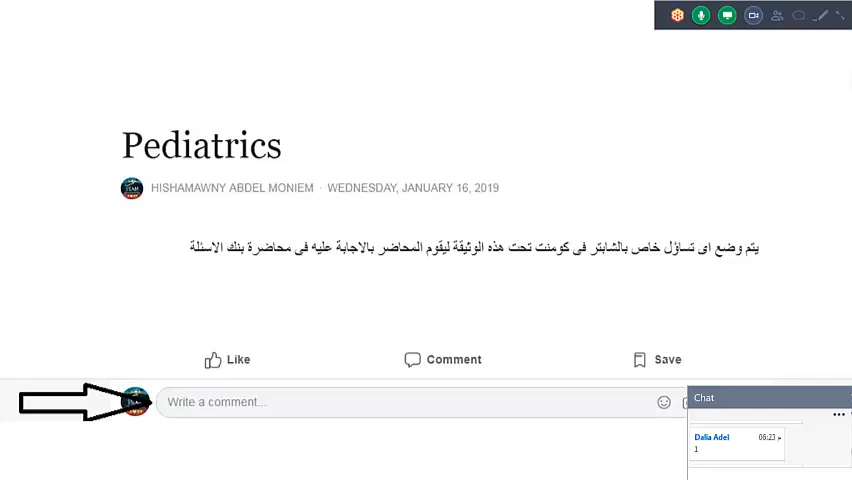 Pediatrics
HISHAMAWNY ABDEL MONIEM · WEDNESDAY, JANUARY 16, 2019
يتم وضع اى تساؤل خاص بالشابتر فى كومنت تحت هذه الوثيقة ليقوم المحاضر بالاجابة عليه فى محاضرة بنك الاسئلة
Like
Comment
Save
Write a comment...
Chat
Dalia Adel
06:23 م
1